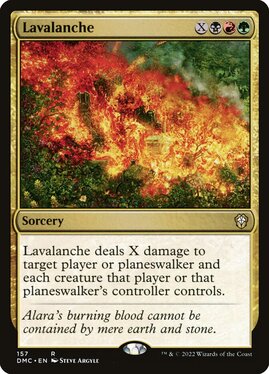 Lavalanche X
Sorcery
Lavalanche deals X damage to
target player or planeswalker and
each creature that player or that
planeswalker's controller controls.
Alara's burning blood cannot be
contained by mere earth and stone.
157 R
DMC • EN STEVE ARGYLE ™ & © 2022 Wizards of the Coast